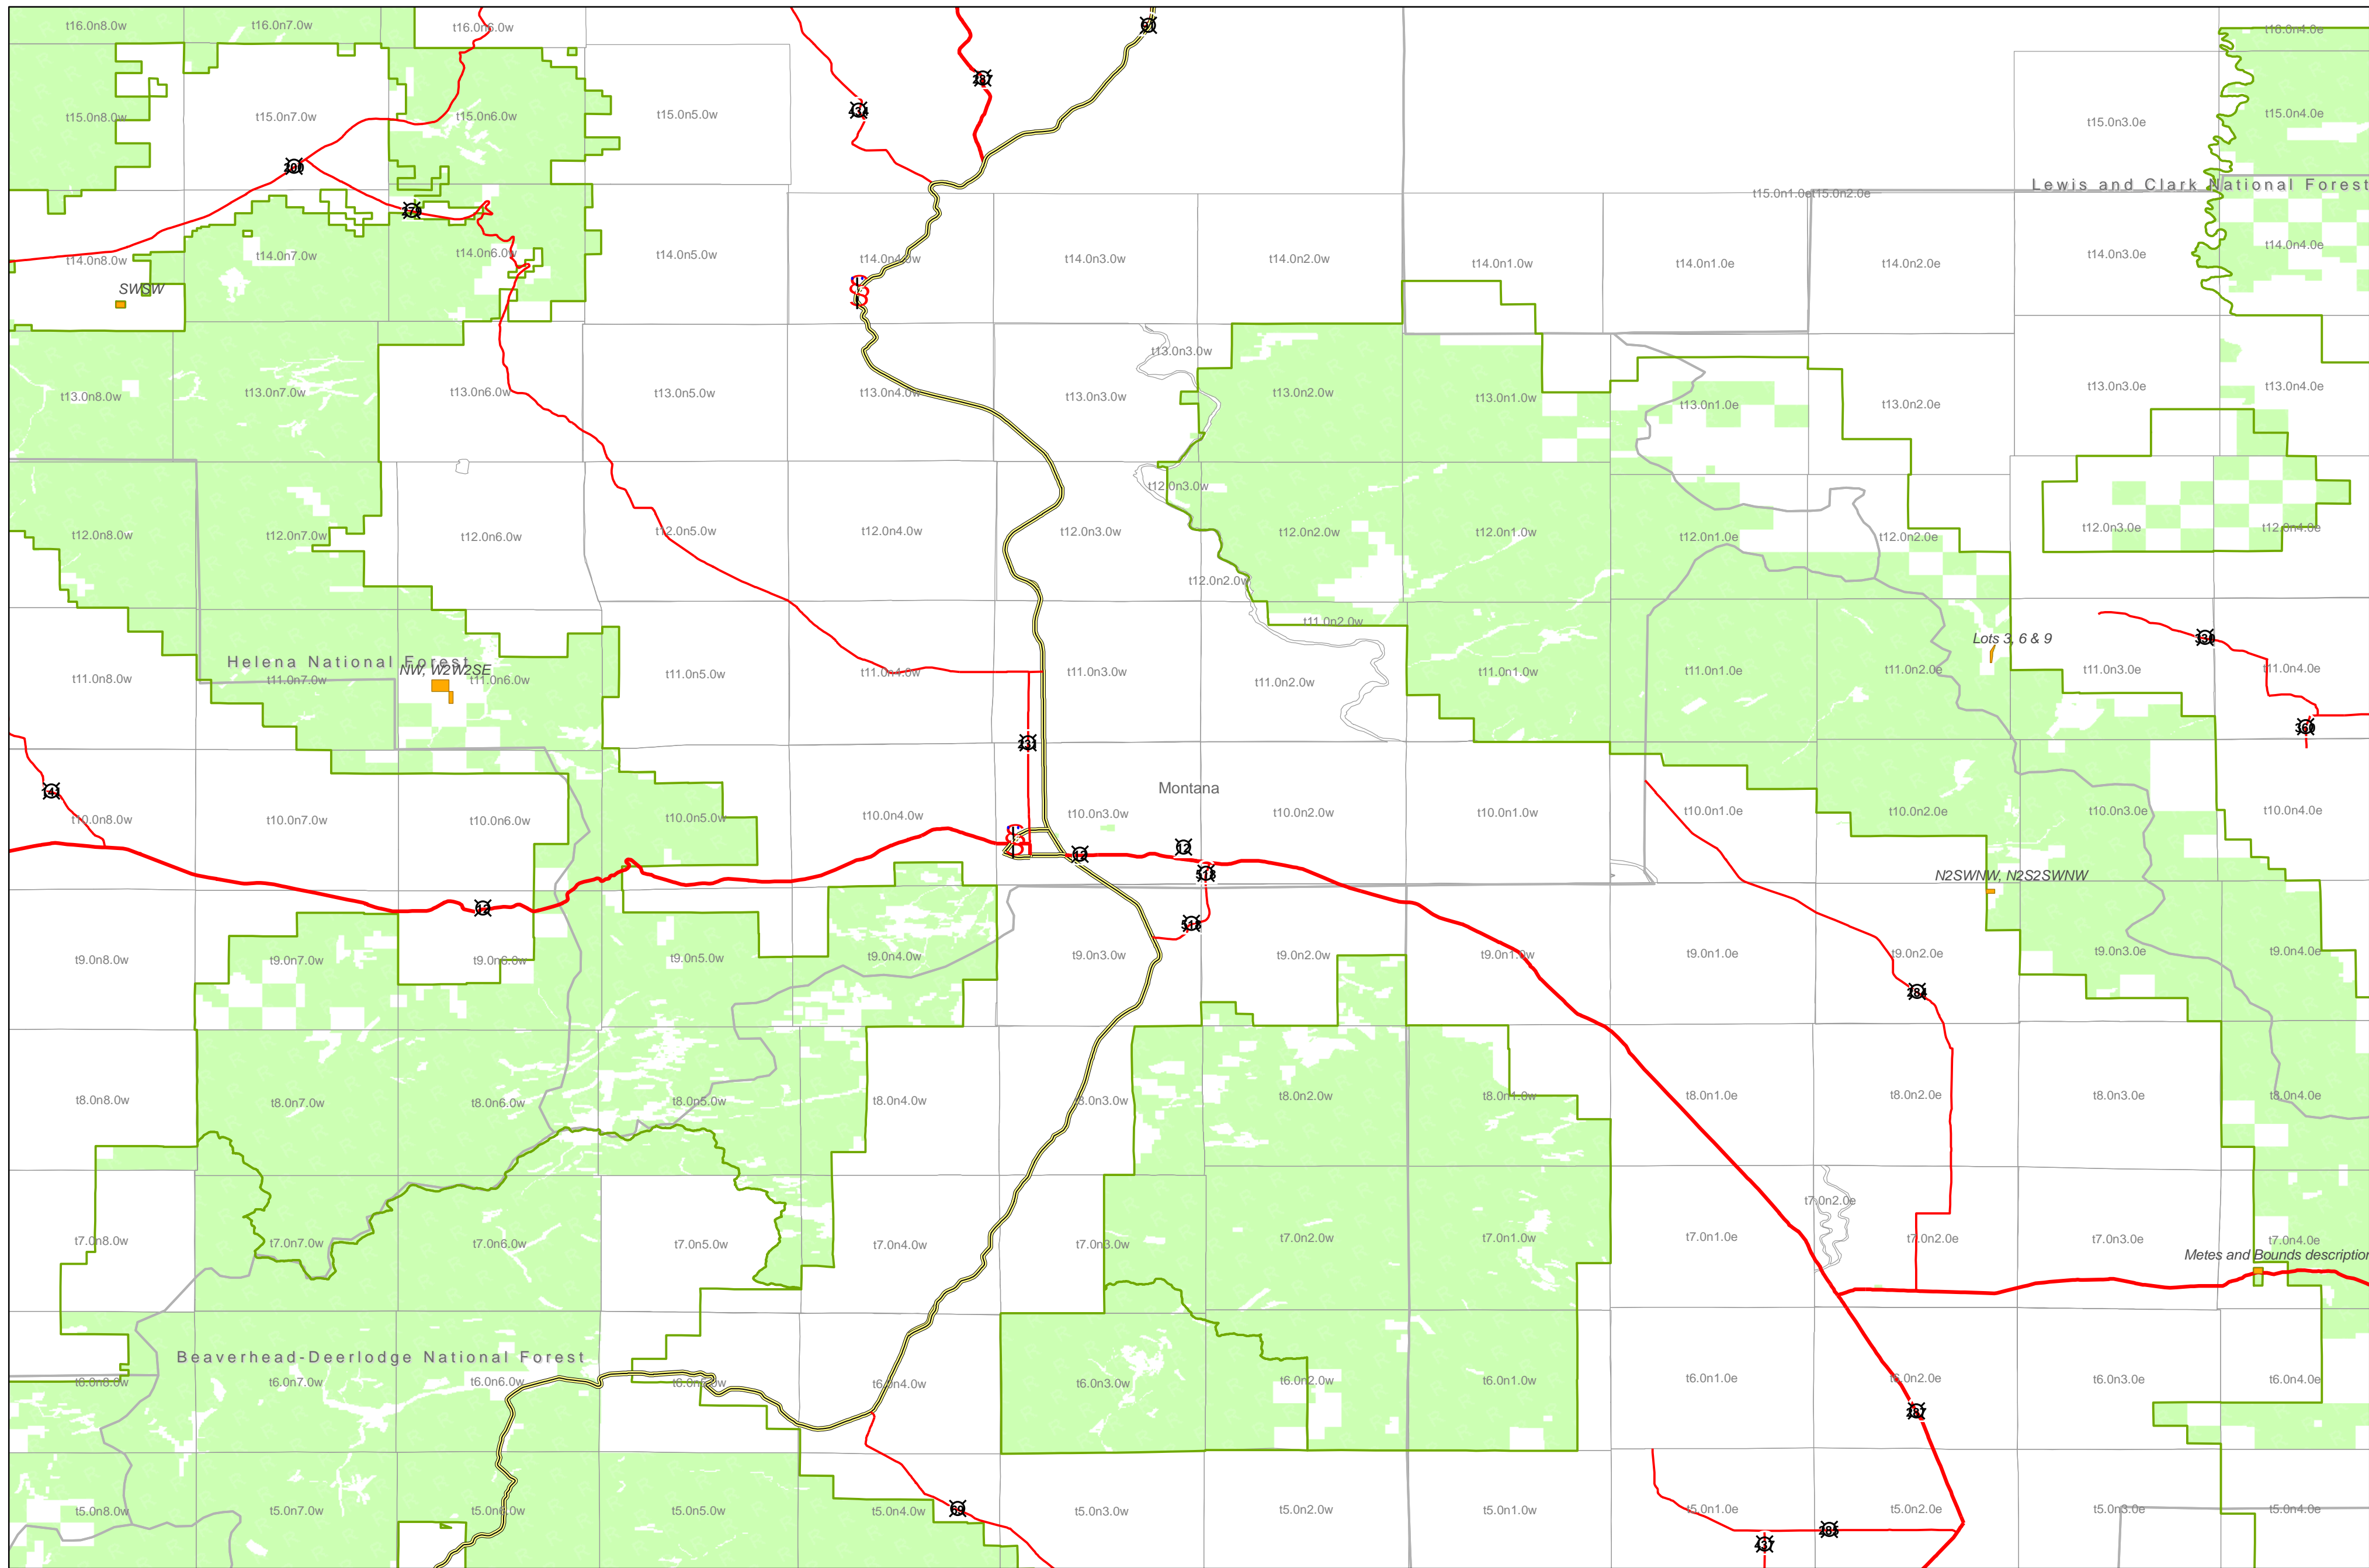 t16.0n8.0w t16.0n7.0w t16.0n6.0w t16.0n4.0e
287
434
t15.0n8.0w t15.0n7.0w t15.0n6.0w t15.0n5.0w t15.0n3.0e t15.0n4.0e
200
279
t15.0n1.0e t15.0n2.0e
Lewis and Clark National Forest
t14.0n8.0w t14.0n7.0w t14.0n6.0w t14.0n5.0w t14.0n4.0w t14.0n3.0w t14.0n2.0w t14.0n1.0w t14.0n1.0e t14.0n2.0e t14.0n3.0e t14.0n4.0e
SWSW
t13.0n3.0w
t13.0n8.0w t13.0n7.0w t13.0n6.0w t13.0n5.0w t13.0n4.0w t13.0n3.0w t13.0n2.0w t13.0n1.0w t13.0n1.0e t13.0n2.0e t13.0n3.0e t13.0n4.0e
t12.0n3.0w
t12.0n8.0w t12.0n7.0w t12.0n6.0w t12.0n5.0w t12.0n4.0w t12.0n3.0w t12.0n2.0w t12.0n1.0w t12.0n1.0e t12.0n2.0e t12.0n3.0e t12.0n4.0e
t12.0n2.0w
t11.0n2.0w
Lots 3, 6 & 9
Helena National Forest
NW, W2W2SE
t11.0n8.0w t11.0n7.0w t11.0n6.0w t11.0n5.0w t11.0n4.0w t11.0n3.0w t11.0n2.0w t11.0n1.0w t11.0n1.0e t11.0n2.0e t11.0n3.0e t11.0n4.0e
360
231
Montana
141
t10.0n8.0w t10.0n7.0w t10.0n6.0w t10.0n5.0w t10.0n4.0w t10.0n3.0w t10.0n2.0w t10.0n1.0w t10.0n1.0e t10.0n2.0e t10.0n3.0e t10.0n4.0e
12
12
518
N2SWNW, N2S2SWNW
12
518
t9.0n8.0w t9.0n7.0w t9.0n6.0w t9.0n5.0w t9.0n4.0w t9.0n3.0w t9.0n2.0w t9.0n1.0w t9.0n1.0e t9.0n2.0e t9.0n3.0e t9.0n4.0e
284
t8.0n8.0w t8.0n7.0w t8.0n6.0w t8.0n5.0w t8.0n4.0w t8.0n3.0w t8.0n2.0w t8.0n1.0w t8.0n1.0e t8.0n2.0e t8.0n3.0e t8.0n4.0e
t7.0n2.0e
t7.0n8.0w t7.0n7.0w t7.0n6.0w t7.0n5.0w t7.0n4.0w t7.0n3.0w t7.0n2.0w t7.0n1.0w t7.0n1.0e t7.0n2.0e t7.0n3.0e t7.0n4.0e
Metes and Bounds description
Beaverhead-Deerlodge National Forest
t6.0n8.0w t6.0n7.0w t6.0n6.0w t6.0n4.0w t6.0n3.0w t6.0n2.0w t6.0n1.0w t6.0n1.0e t6.0n2.0e t6.0n3.0e t6.0n4.0e
287
t5.0n8.0w t5.0n7.0w t5.0n6.0w t5.0n5.0w t5.0n4.0w t5.0n3.0w t5.0n2.0w t5.0n1.0w t5.0n1.0e t5.0n2.0e t5.0n3.0e t5.0n4.0e
69
285
437